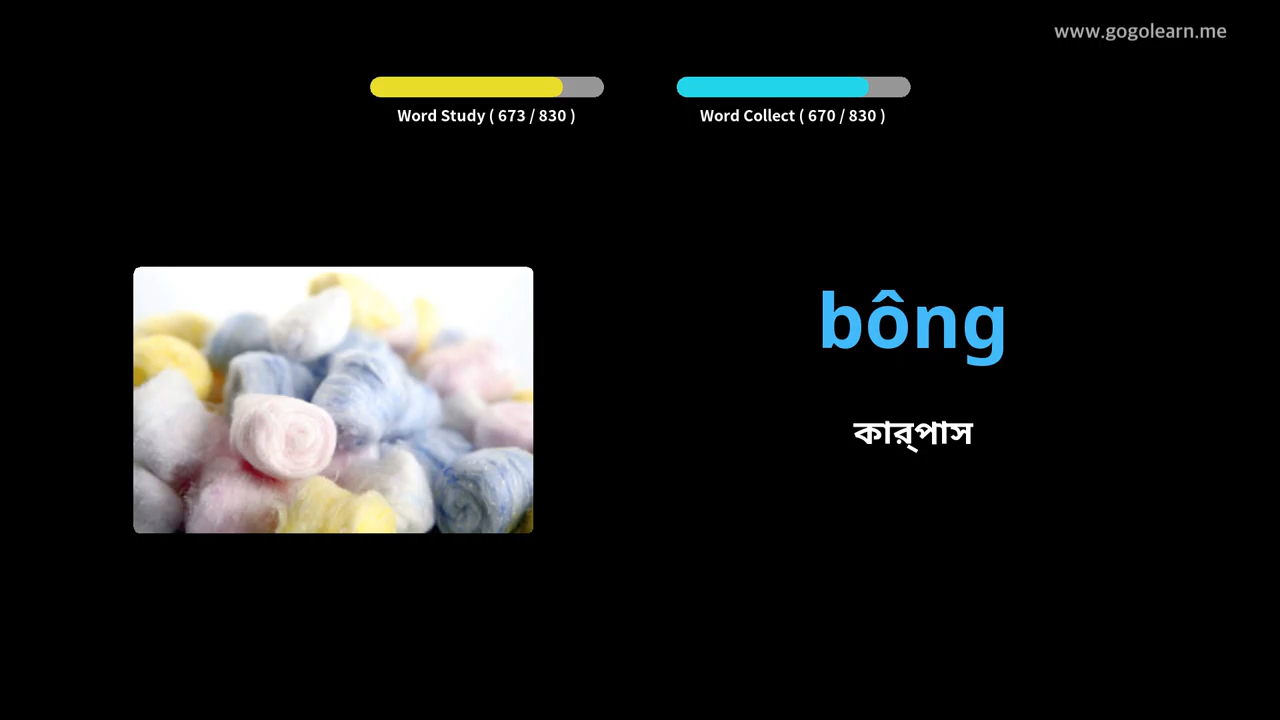 www.gogolearn.me
Word Study ( 673 / 830 )
Word Collect ( 670 / 830 )
bông
কার্পাস